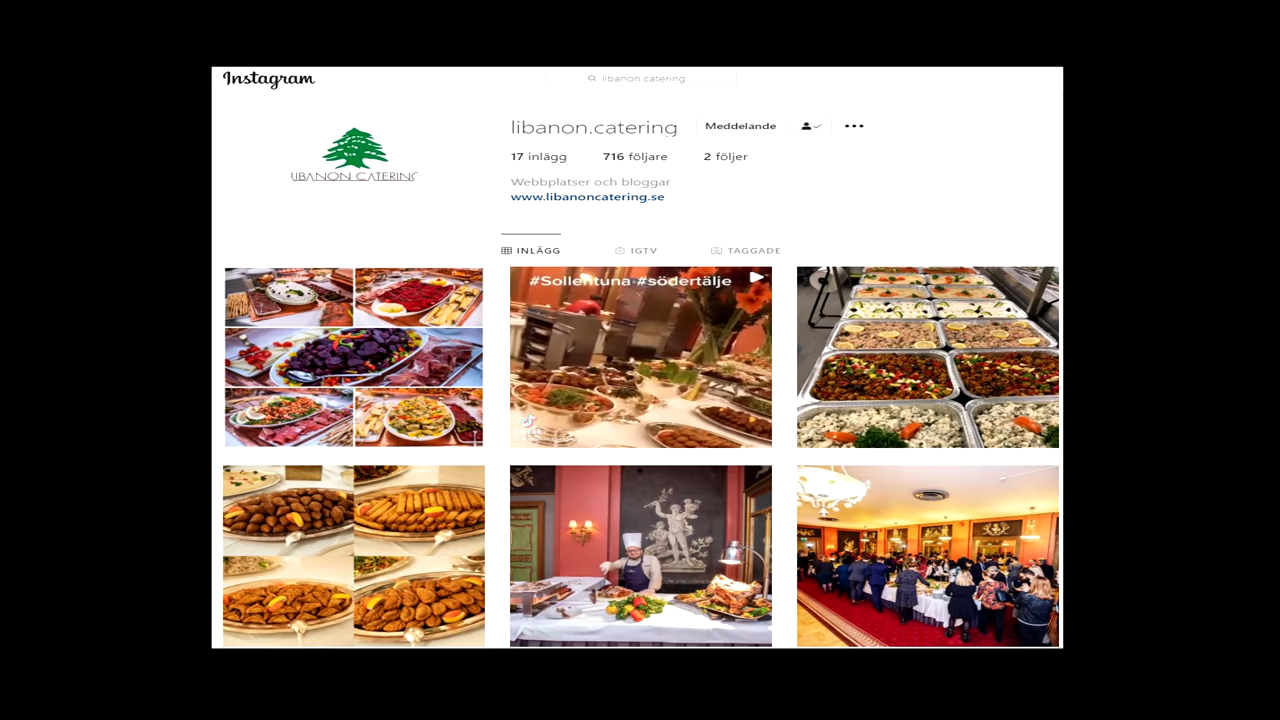 Instagram
libanon.catering
libanon.catering
Meddelande
17 inlägg
716 följare
2 följer
Webbplatser och bloggar
www.libanoncatering.se
LIBANON CATERING
INLÄGG
IGTV
TAGGADE
#Sollentuna #södertälje